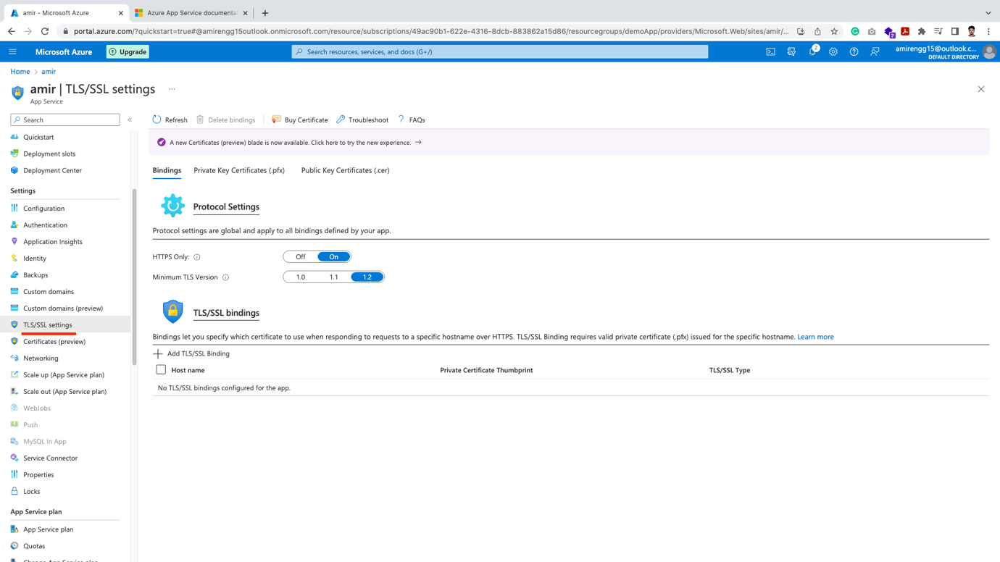 amir - Microsoft Azure
Azure App Service documentat
portal.azure.com/?quickstart=true#@amirengg15outlook.onmicrosoft.com/resource/subscriptions/49ac90b1-622e-4316-8dcb-883862a15d86/resourcegroups/demoApp/providers/Microsoft.Web/sites/amir/...
7
Microsoft Azure
Upgrade
Search resources, services, and docs (G+/)
2
amirengg15@outlook.c...
DEFAULT DIRECTORY
Home > amir
amir | TLS/SSL settings ...
App Service
Search
«
Refresh
Delete bindings
Buy Certificate
Troubleshoot
? FAQs
A new Certificates (preview) blade is now available. Click here to try the new experience. →
Quickstart
Deployment slots
Deployment Center
Settings
Configuration
Authentication
Application Insights
Identity
Backups
Custom domains
Custom domains (preview)
TLS/SSL settings
Certificates (preview)
Networking
Scale up (App Service plan)
Scale out (App Service plan)
WebJobs
Push
MySQL In App
Service Connector
Properties
Locks
App Service plan
App Service plan
Quotas
Change App Service plan
Bindings
Private Key Certificates (.pfx)
Public Key Certificates (.cer)
Protocol Settings
Protocol settings are global and apply to all bindings defined by your app.
HTTPS Only:
Off
On
Minimum TLS Version
1.0
1.1
1.2
TLS/SSL bindings
Bindings let you specify which certificate to use when responding to requests to a specific hostname over HTTPS. TLS/SSL Binding requires valid private certificate (.pfx) issued for the specific hostname. Learn more
Add TLS/SSL Binding
Host name
Private Certificate Thumbprint
TLS/SSL Type
No TLS/SSL bindings configured for the app.